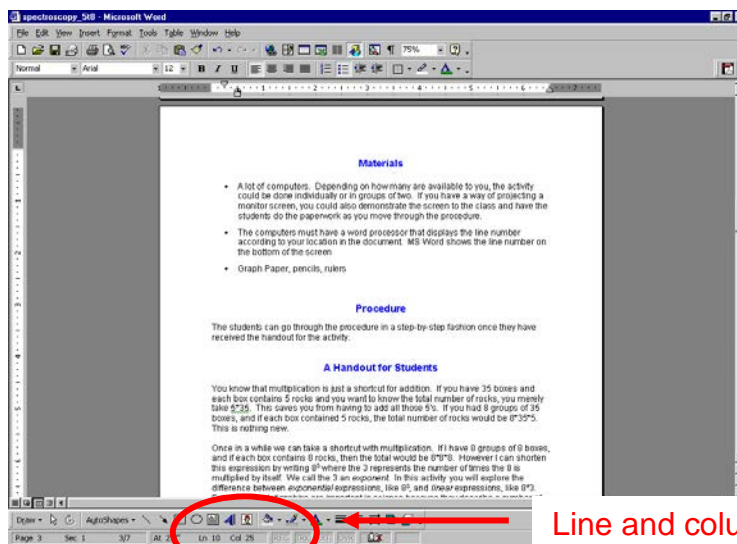 spectroscopy_5t8 - Microsoft Word
File Edit View Insert Format Tools Table Window Help
75%
Normal Arial 12 B I U
Materials
• A lot of computers. Depending on how many are available to you, the activity
could be done individually or in groups of two. If you have a way of projecting a
monitor screen, you could also demonstrate the screen to the class and have the
students do the paperwork as you move through the procedure.
• The computers must have a word processor that displays the line number
according to your location in the document. MS Word shows the line number on
the bottom of the screen
• Graph Paper, pencils, rulers
Procedure
The students can go through the procedure in a step-by-step fashion once they have
received the handout for the activity.
A Handout for Students
You know that multiplication is just a shortcut for addition. If you have 35 boxes and
each box contains 5 rocks and you want to know the total number of rocks, you merely
take 5*35. This saves you from having to add all those 5's. If you had 8 groups of 35
boxes, and if each box contained 5 rocks, the total number of rocks would be 8*35*5.
This is nothing new.
Once in a while we can take a shortcut with multiplication. If I have 8 groups of 8 boxes,
and if each box contains 8 rocks, then the total would be 8*8*8. However I can shorten
this expression by writing 8³ where the 3 represents the number of times the 8 is
multiplied by itself. We call the 3 an exponent. In this activity you will explore the
difference between exponential expressions, like 8³, and linear expressions, like 8*3.
Draw AutoShapes
Line and colu
Page 3 Sec 1 3/7 At Ln 10 Col 25